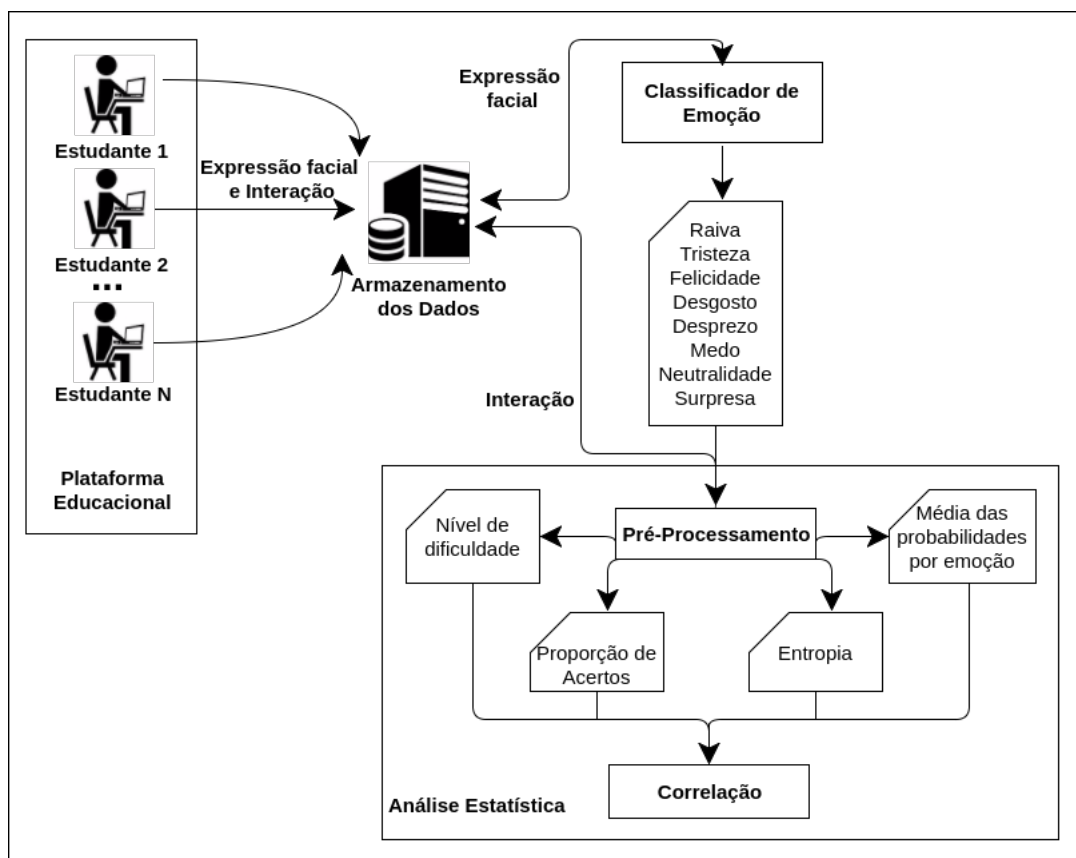 Estudante 1
Estudante 2
...
Estudante N
Plataforma
Educacional
Expressão facial
e Interação
Armazenamento
dos Dados
Expressão
facial
Classificador de
Emoção
Raiva
Tristeza
Felicidade
Desgosto
Desprezo
Medo
Neutralidade
Surpresa
Interação
Nível de
dificuldade
Pré-Processamento
Média das
probabilidades
por emoção
Proporção de
Acertos
Entropia
Correlação
Análise Estatística